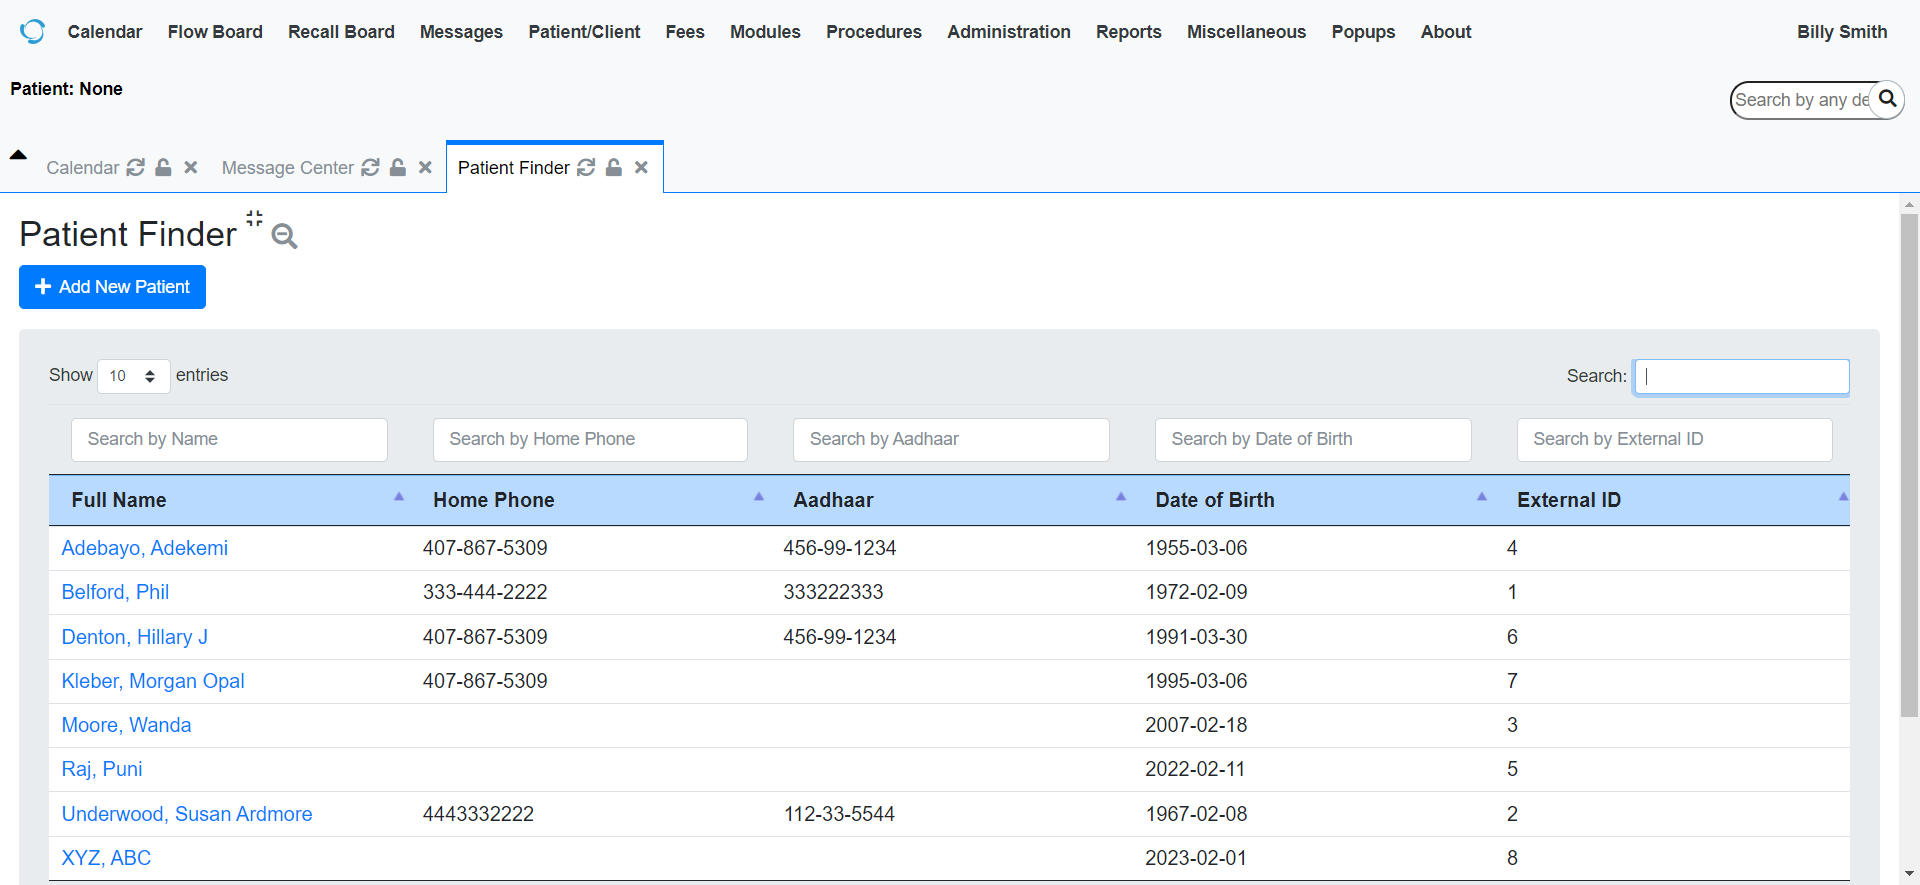 Calendar Flow Board Recall Board Messages Patient/Client Fees Modules Procedures Administration Reports Miscellaneous Popups About Billy Smith
Patient: None
Search by any de
Calendar Message Center Patient Finder
Patient Finder
Add New Patient
Show 10 entries Search:
Search by Name Search by Home Phone Search by Aadhaar Search by Date of Birth Search by External ID
Full Name Home Phone Aadhaar Date of Birth External ID
Adebayo, Adekemi 407-867-5309 456-99-1234 1955-03-06 4
Belford, Phil 333-444-2222 333222333 1972-02-09 1
Denton, Hillary J 407-867-5309 456-99-1234 1991-03-30 6
Kleber, Morgan Opal 407-867-5309 1995-03-06 7
Moore, Wanda 2007-02-18 3
Raj, Puni 2022-02-11 5
Underwood, Susan Ardmore 4443332222 112-33-5544 1967-02-08 2
XYZ, ABC 2023-02-01 8